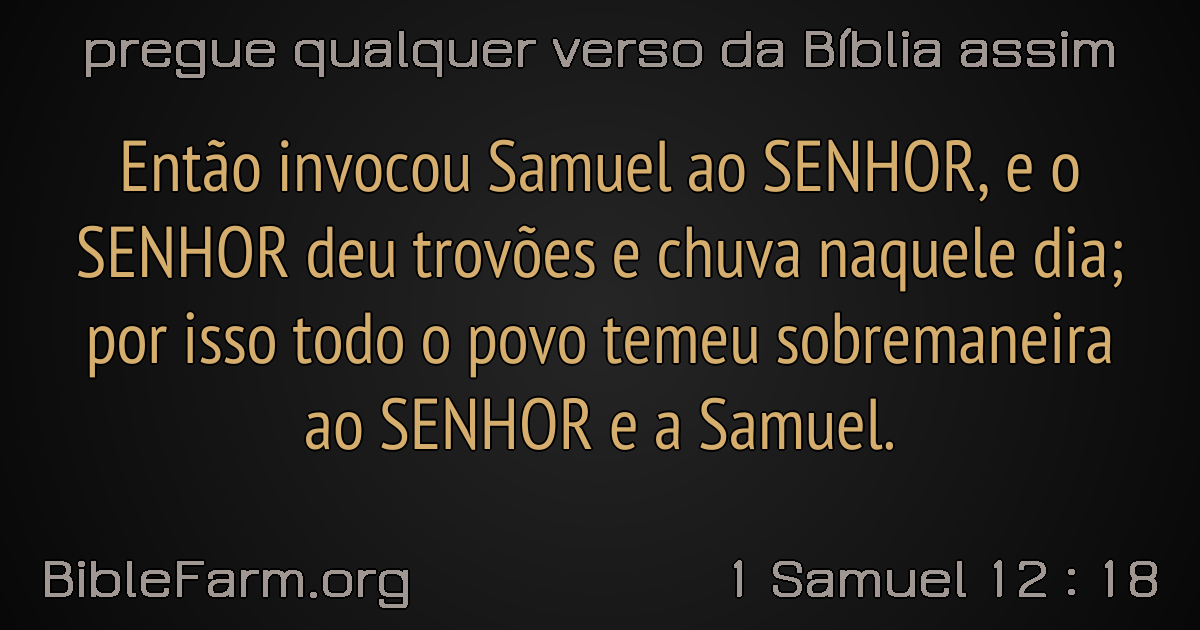 pregue qualquer verso da Bíblia assim
Então invocou Samuel ao SENHOR, e o
SENHOR deu trovões e chuva naquele dia;
por isso todo o povo temeu sobremaneira
ao SENHOR e a Samuel.
BibleFarm.org
1 Samuel 12 : 18